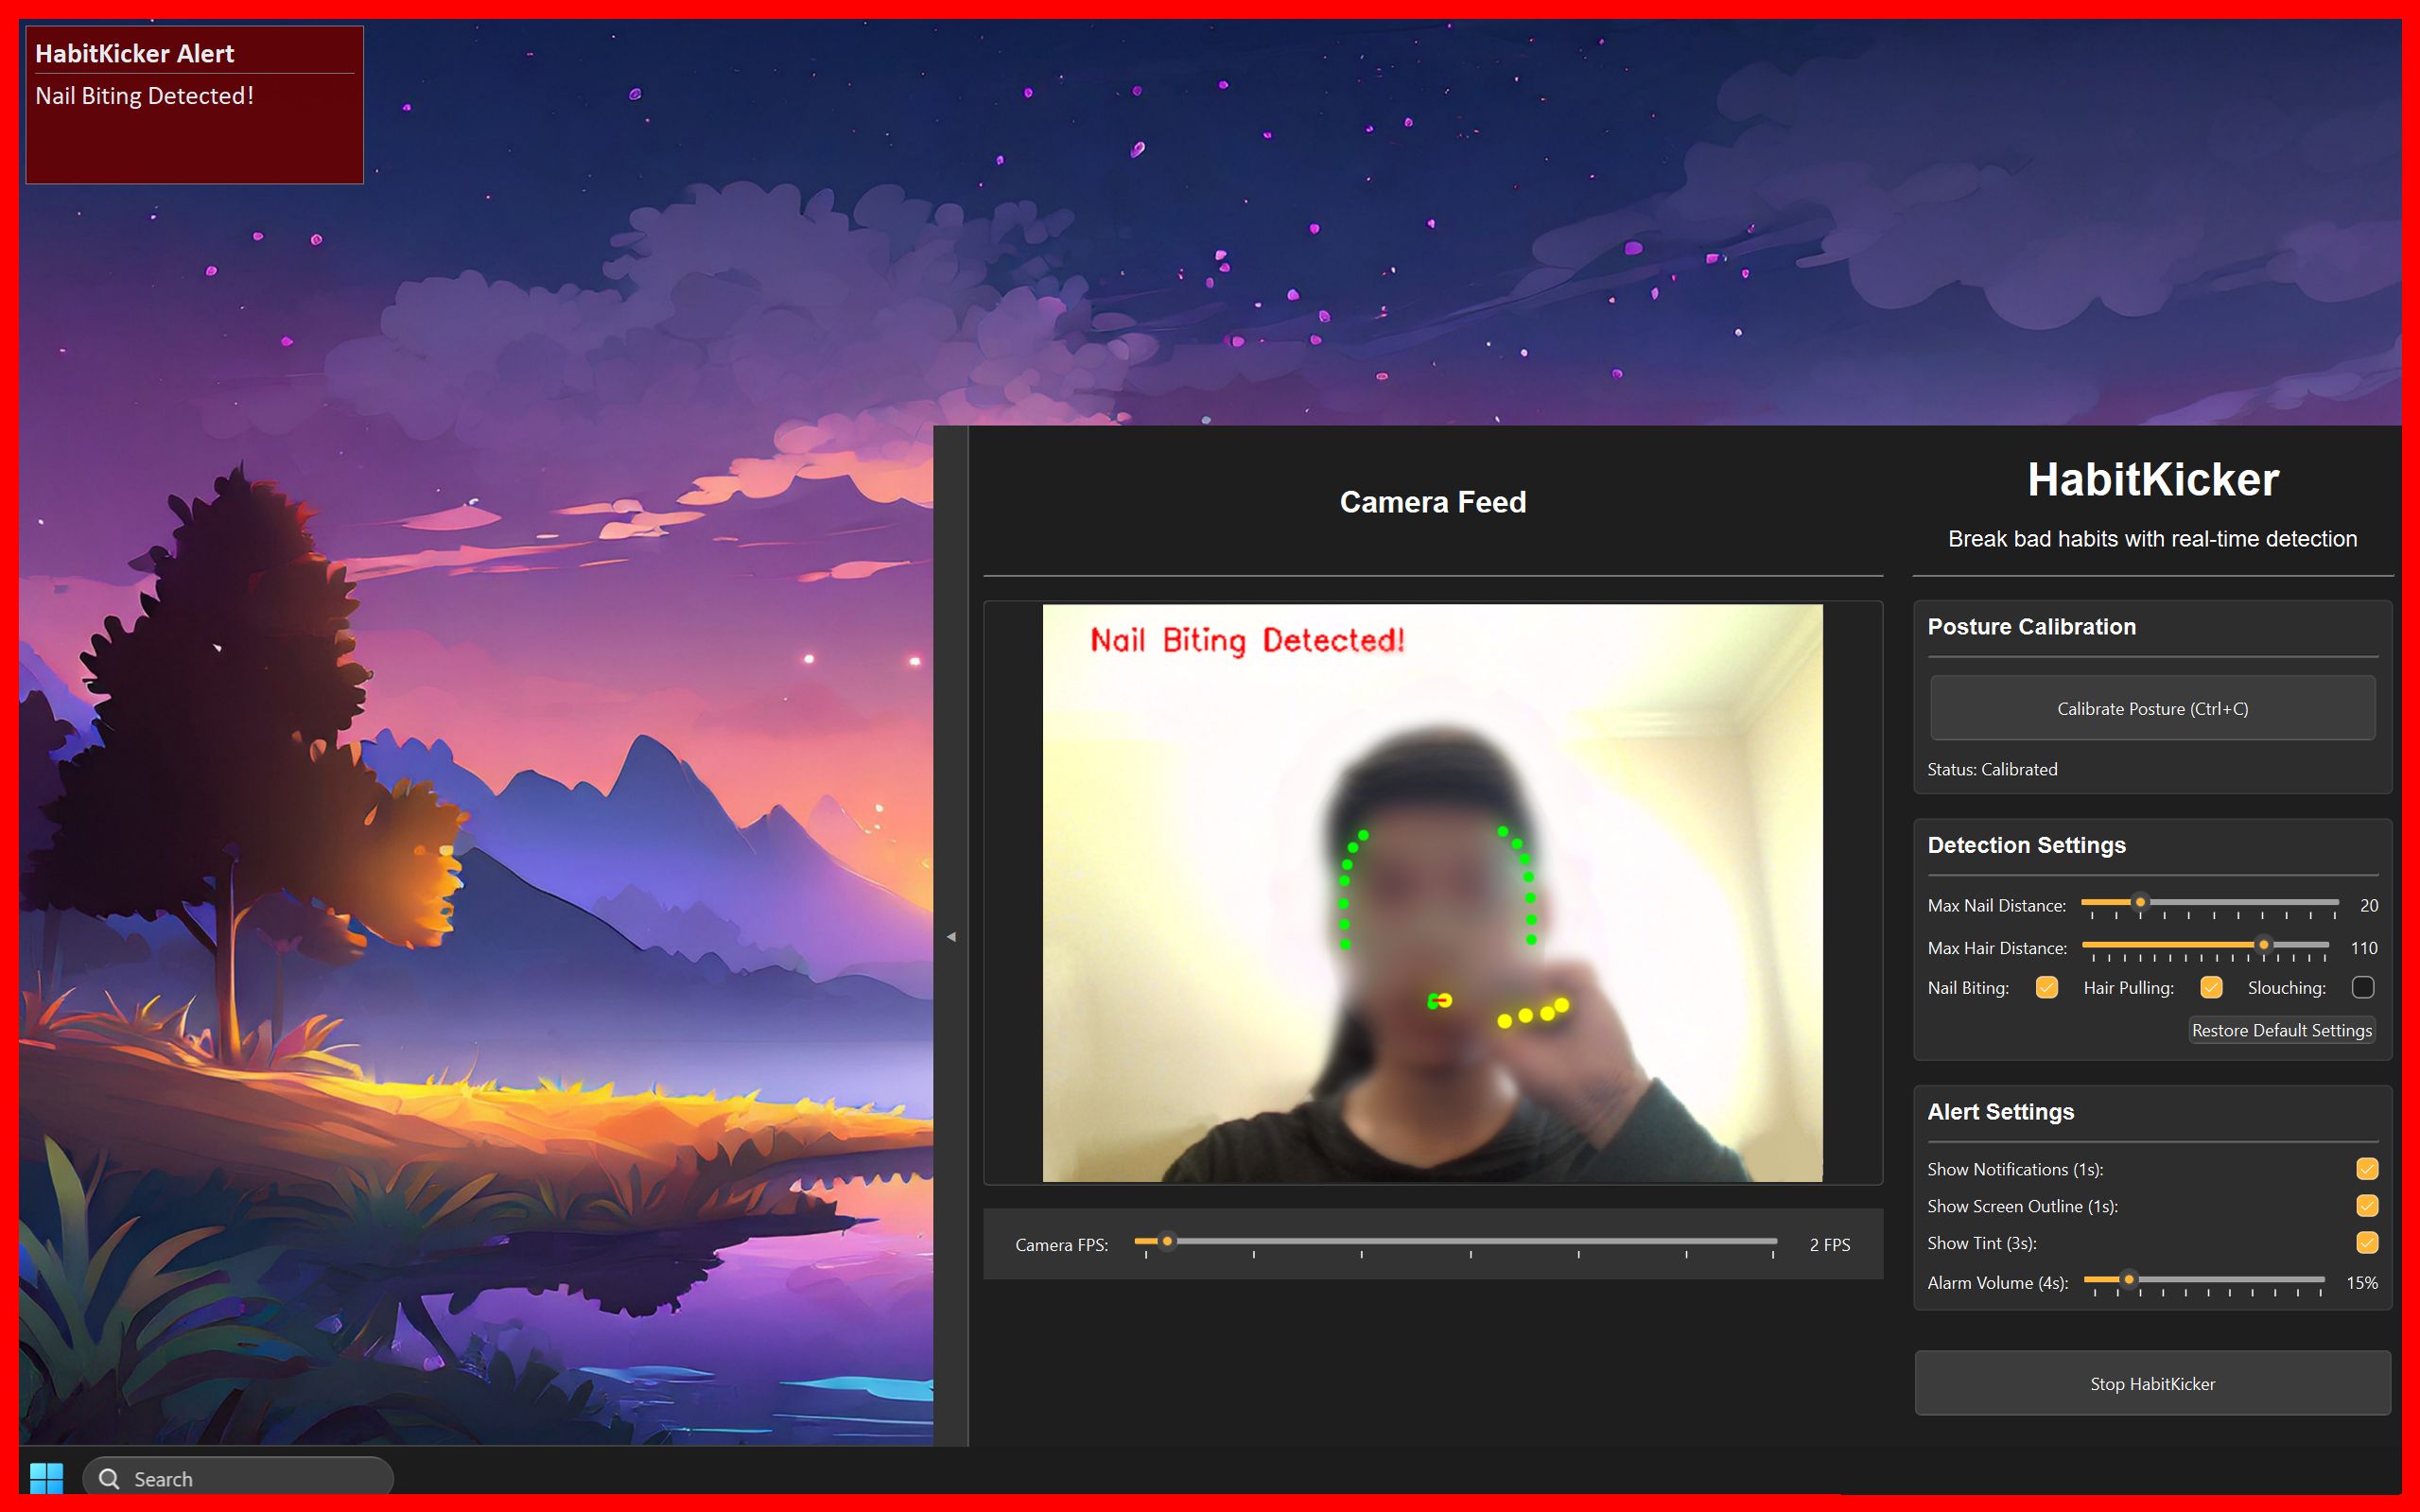 HabitKicker Alert
Nail Biting Detected!
Camera Feed
Nail Biting Detected!
Camera FPS: 2 FPS
HabitKicker
Break bad habits with real-time detection
Posture Calibration
Calibrate Posture (Ctrl+C)
Status: Calibrated
Detection Settings
Max Nail Distance: 20
Max Hair Distance: 110
Nail Biting: Hair Pulling: Slouching:
Restore Default Settings
Alert Settings
Show Notifications (1s):
Show Screen Outline (1s):
Show Tint (3s):
Alarm Volume (4s): 15%
Stop HabitKicker
Search